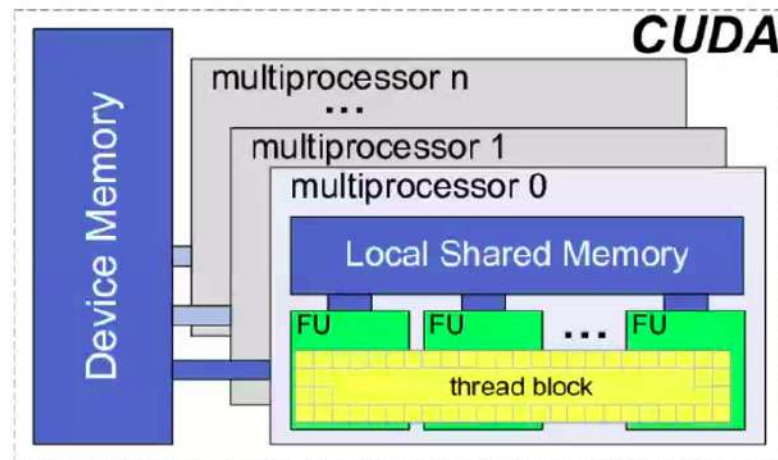 CUDA
Device Memory
multiprocessor n
...
multiprocessor 1
multiprocessor 0
Local Shared Memory
FU FU ... FU
thread block